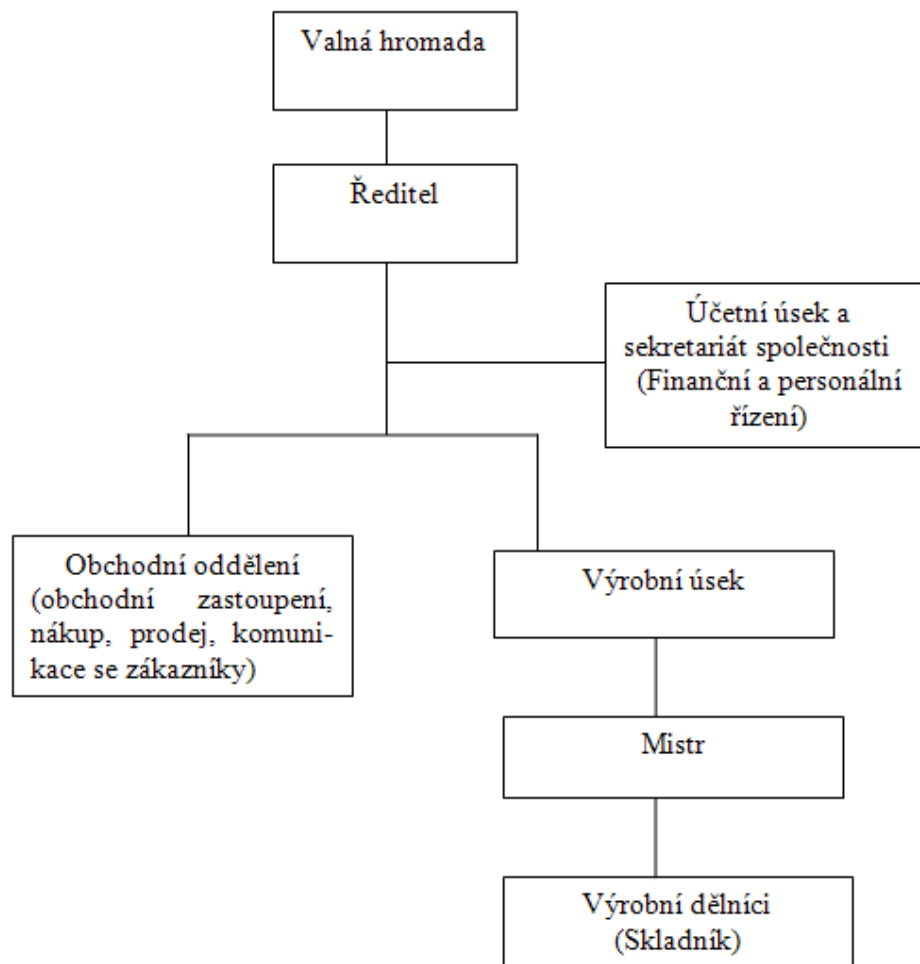 Valná hromada
Ředitel
Účetní úsek a
sekretariát společnosti
(Finanční a personální
řízení)
Obchodní oddělení
(obchodní zastoupení,
nákup, prodej, komuni-
kace se zákazníky)
Výrobní úsek
Mistr
Výrobní dělníci
(Skladník)